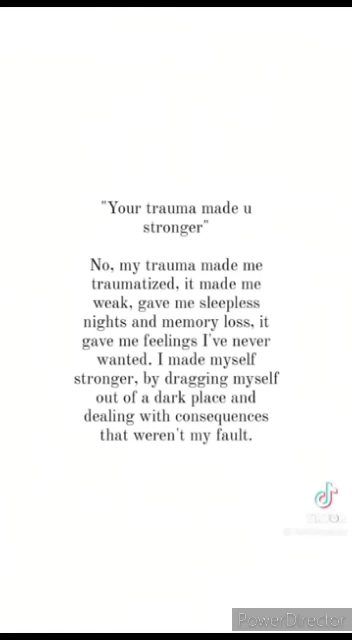 "Your trauma made u
stronger"
No, my trauma made me
traumatized, it made me
weak, gave me sleepless
nights and memory loss, it
gave me feelings I've never
wanted. I made myself
stronger, by dragging myself
out of a dark place and
dealing with consequences
that weren't my fault.
PowerDirector